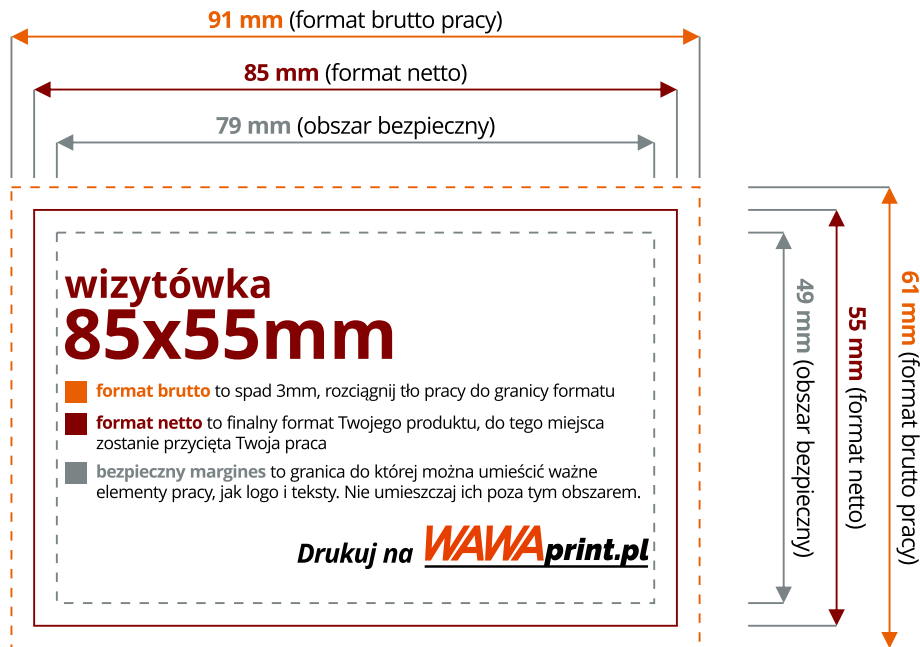 91 mm (format brutto pracy)
85 mm (format netto)
79 mm (obszar bezpieczny)
wizytówka
85x55mm
format brutto to spad 3mm, rozciągnij tło pracy do granicy formatu
format netto to finalny format Twojego produktu, do tego miejsca
zostanie przycięta Twoja praca
bezpieczny margines to granica do której można umieścić ważne
elementy pracy, jak logo i teksty. Nie umieszczaj ich poza tym obszarem.
Drukuj na WAWAprint.pl
49 mm (obszar bezpieczny)
55 mm (format netto)
61 mm (format brutto pracy)